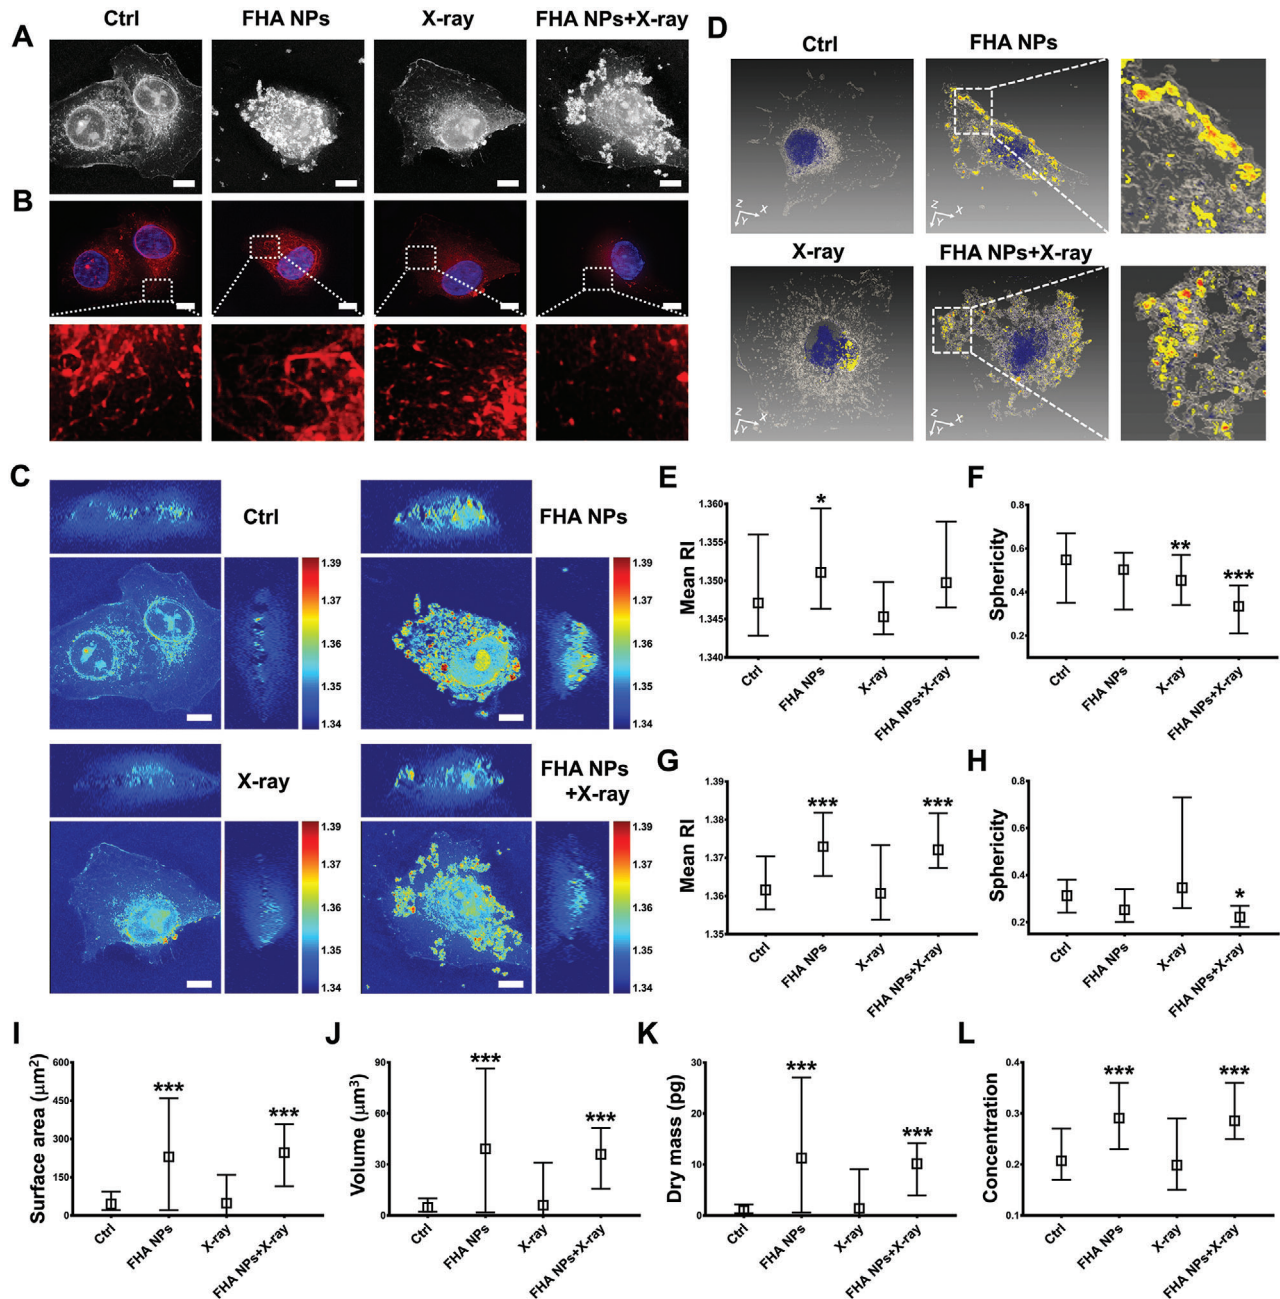 A
Ctrl
FHA NPs
X-ray
FHA NPs+X-ray
B
C
Ctrl
1.39
1.37
1.36
1.35
1.34
FHA NPs
1.39
1.37
1.36
1.35
1.34
X-ray
1.39
1.37
1.36
1.35
1.34
FHA NPs
+X-ray
1.39
1.37
1.36
1.35
1.34
D
Ctrl
FHA NPs
Z
Y
X
Z
Y
X
X-ray
FHA NPs+X-ray
Z
Y
X
Z
Y
X
E
Mean RI
1.360
1.355
1.350
1.345
1.340
*
Ctrl
FHA NPs
X-ray
FHA NPs+X-ray
F
Sphericity
0.8
0.6
0.4
0.2
**
***
Ctrl
FHA NPs
X-ray
FHA NPs+X-ray
G
Mean RI
1.39
1.38
1.37
1.36
1.35
***
***
Ctrl
FHA NPs
X-ray
FHA NPs+X-ray
H
Sphericity
0.8
0.6
0.4
0.2
*
Ctrl
FHA NPs
X-ray
FHA NPs+X-ray
I
Surface area (μm²)
600
450
300
150
0
***
***
Ctrl
FHA NPs
X-ray
FHA NPs+X-ray
J
Volume (μm³)
90
60
30
0
***
***
Ctrl
FHA NPs
X-ray
FHA NPs+X-ray
K
Dry mass (pg)
30
20
10
0
***
***
Ctrl
FHA NPs
X-ray
FHA NPs+X-ray
L
Concentration
0.4
0.3
0.2
0.1
***
***
Ctrl
FHA NPs
X-ray
FHA NPs+X-ray